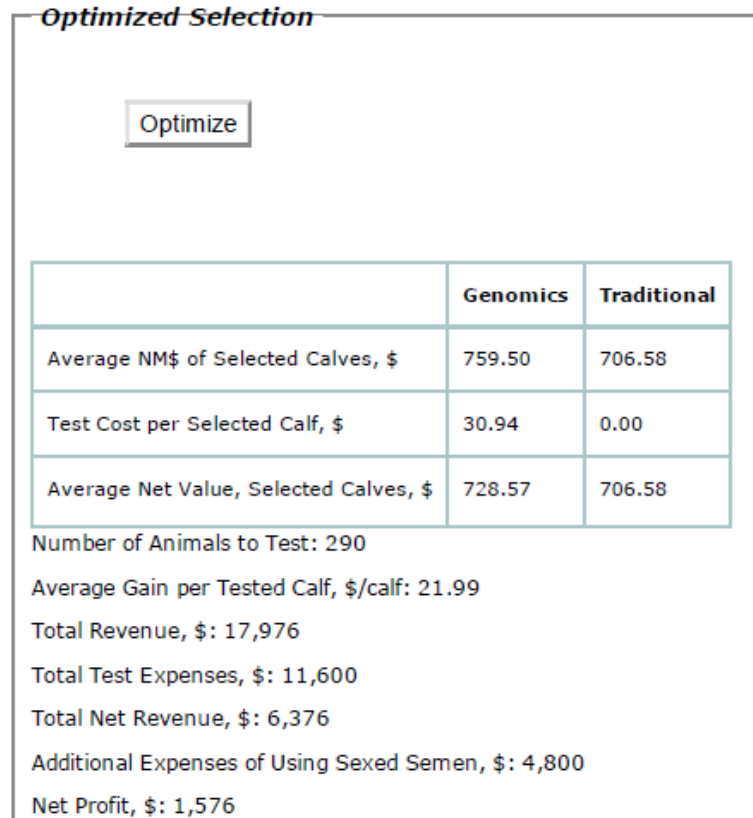 Optimized Selection
Optimize
Genomics Traditional
Average NM$ of Selected Calves, $ 759.50 706.58
Test Cost per Selected Calf, $ 30.94 0.00
Average Net Value, Selected Calves, $ 728.57 706.58
Number of Animals to Test: 290
Average Gain per Tested Calf, $/calf: 21.99
Total Revenue, $: 17,976
Total Test Expenses, $: 11,600
Total Net Revenue, $: 6,376
Additional Expenses of Using Sexed Semen, $: 4,800
Net Profit, $: 1,576